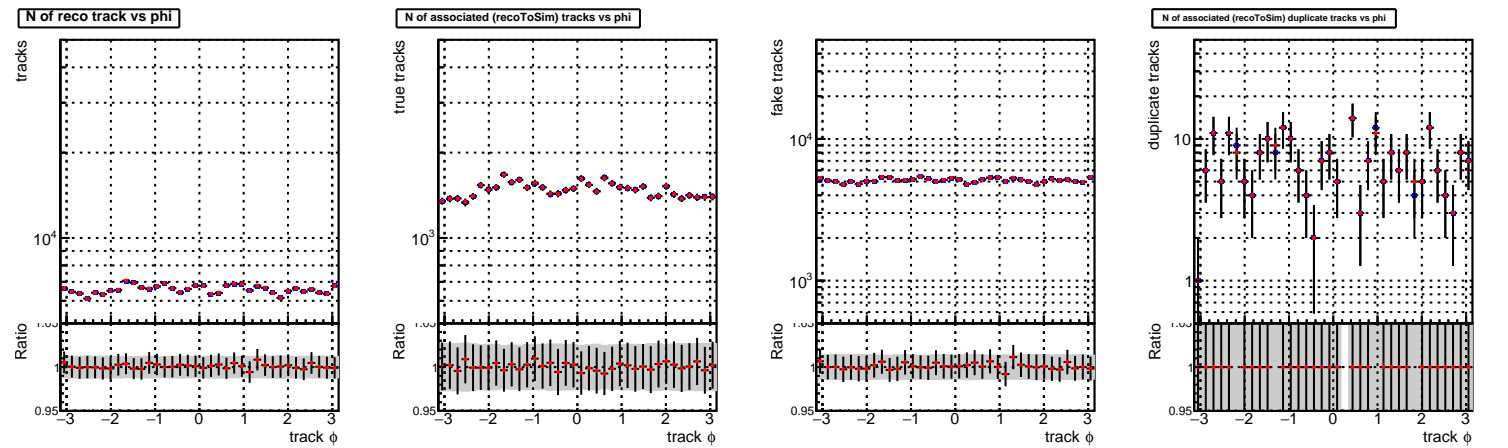 N of reco track vs phi
tracks
10^4
Ratio
1.05
1
0.95
−3 −2 −1 0 1 2 3
track ϕ
N of associated (recoToSim) tracks vs phi
true tracks
10^3
Ratio
1.05
1
0.95
−3 −2 −1 0 1 2 3
track ϕ
fake tracks
10^4
10^3
Ratio
1.05
1
0.95
−3 −2 −1 0 1 2 3
track ϕ
N of associated (recoToSim) duplicate tracks vs phi
duplicate tracks
10
1
Ratio
1.05
1
0.95
−3 −2 −1 0 1 2 3
track ϕ